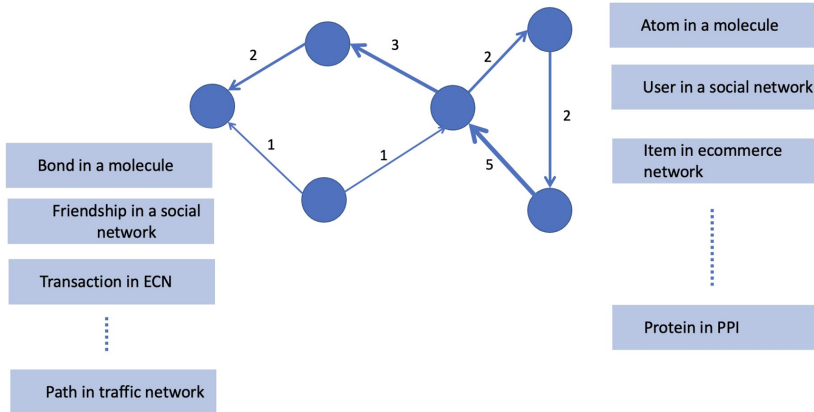 2
3
2
1
1
2
5
Bond in a molecule
Friendship in a social
network
Transaction in ECN
Path in traffic network
Atom in a molecule
User in a social network
Item in ecommerce
network
Protein in PPI